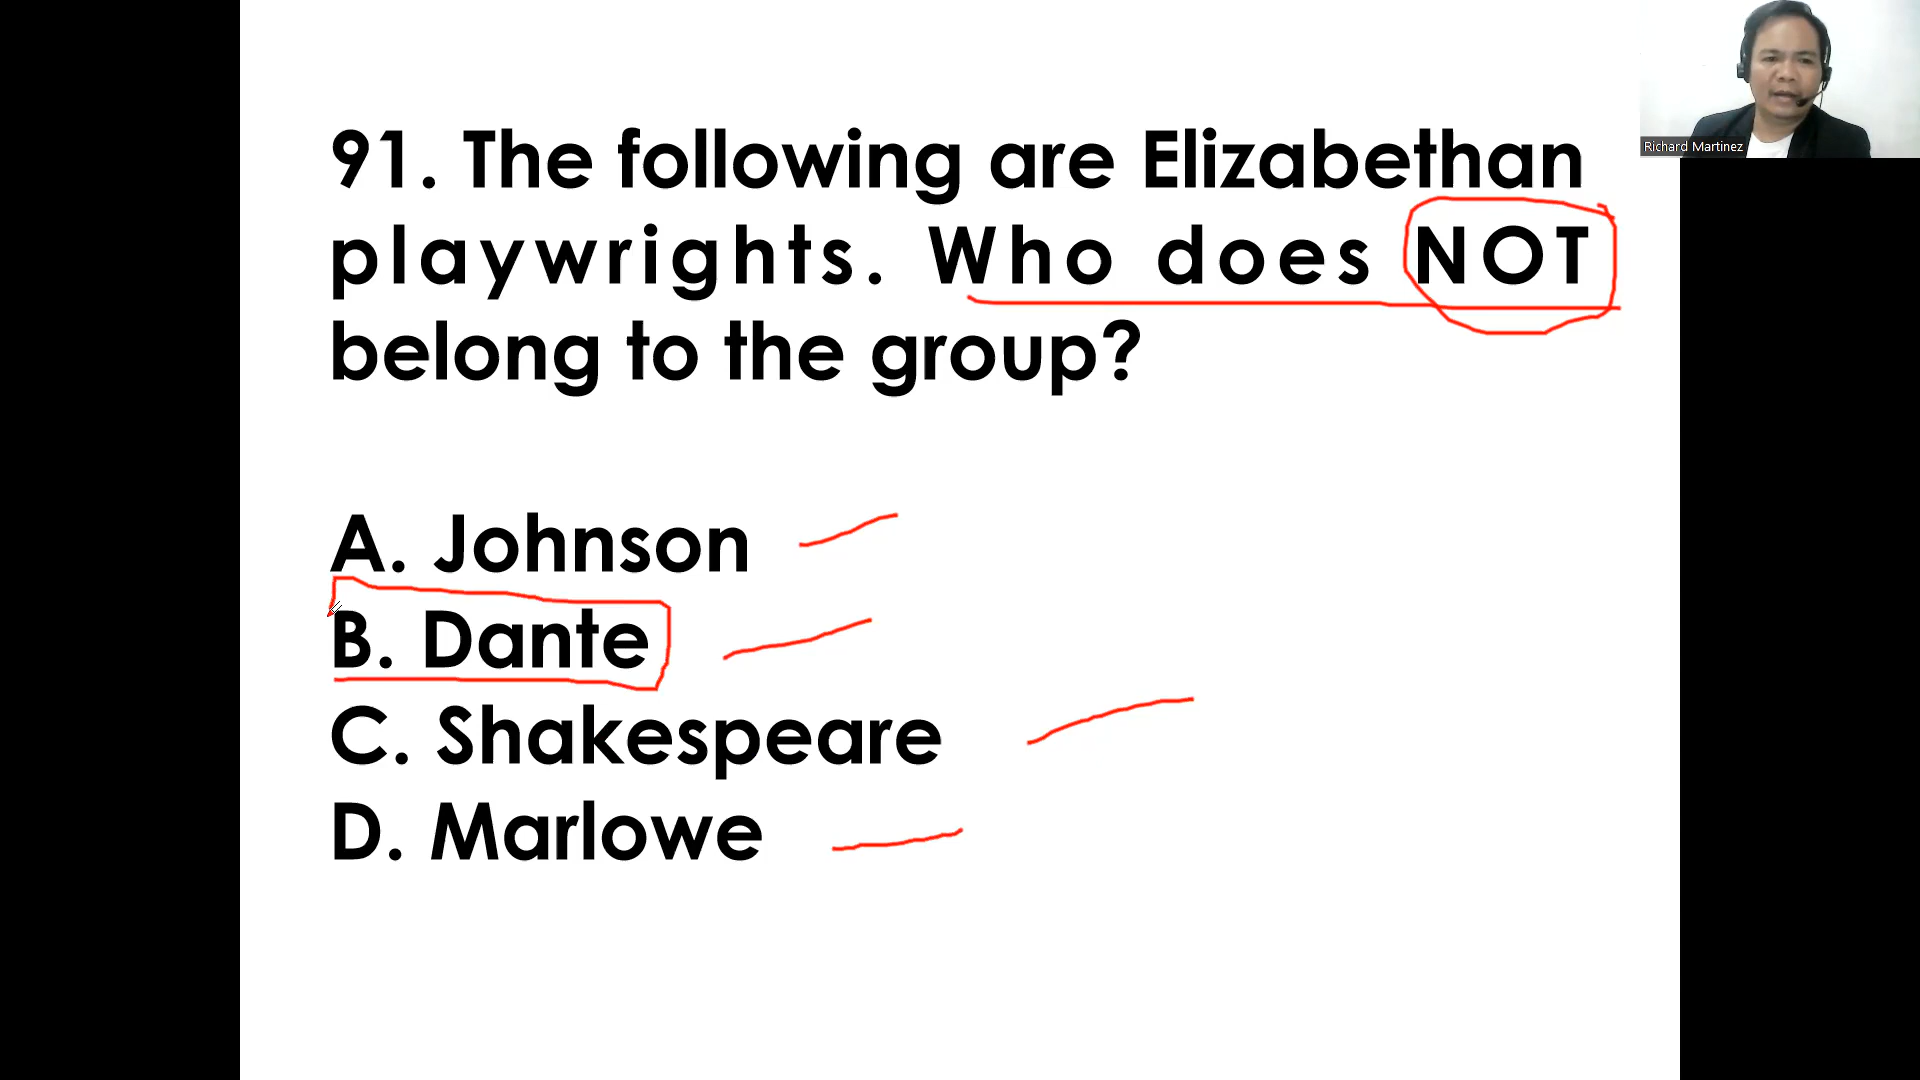 91. The following are Elizabethan
playwrights. Who does NOT
belong to the group?
A. Johnson
B. Dante
C. Shakespeare
D. Marlowe
Richard Martinez